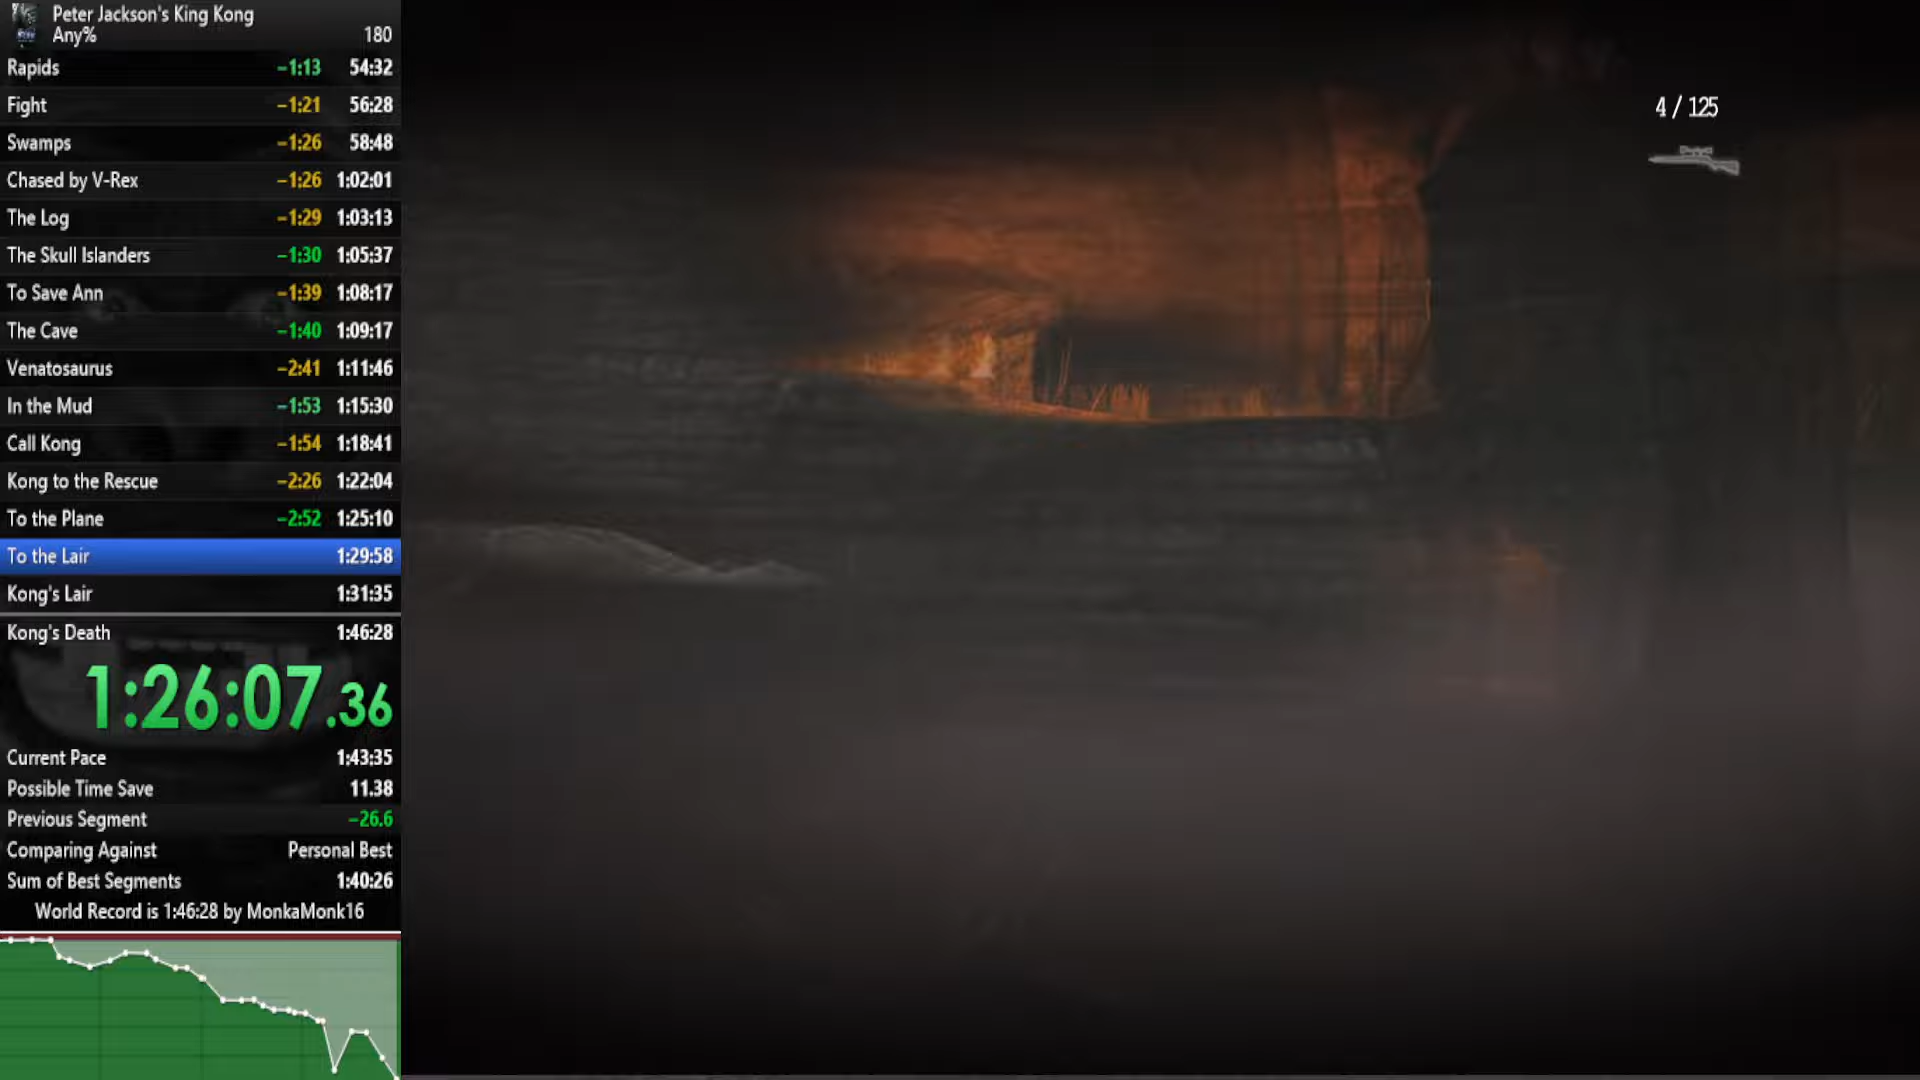 Peter Jackson's King Kong
Any% 180
Rapids −1:13 54:32
Fight −1:21 56:28
Swamps −1:26 58:48
Chased by V-Rex −1:26 1:02:01
The Log −1:29 1:03:13
The Skull Islanders −1:30 1:05:37
To Save Ann −1:39 1:08:17
The Cave −1:40 1:09:17
Venatosaurus −2:41 1:11:46
In the Mud −1:53 1:15:30
Call Kong −1:54 1:18:41
Kong to the Rescue −2:26 1:22:04
To the Plane −2:52 1:25:10
To the Lair 1:29:58
Kong's Lair 1:31:35
Kong's Death 1:46:28
1:26:07.36
Current Pace 1:43:35
Possible Time Save 11.38
Previous Segment −26.6
Comparing Against Personal Best
Sum of Best Segments 1:40:26
World Record is 1:46:28 by MonkaMonk16
4 / 125